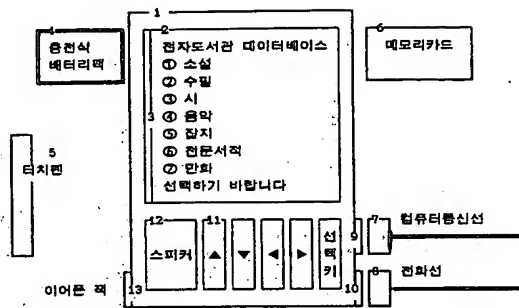 1
4
충전식
배터리팩
2
전자도서관 데이터베이스
① 소설
② 수필
③ 시
④ 음악
⑤ 잡지
⑥ 전문서적
⑦ 만화
선택하기 바랍니다
3
6
메모리카드
5
터치펜
12
스피커
11
▲ ▼ ◀ ▶
선
택
키
9
7
컴퓨터통신선
이어폰 잭
13
10
8
전화선